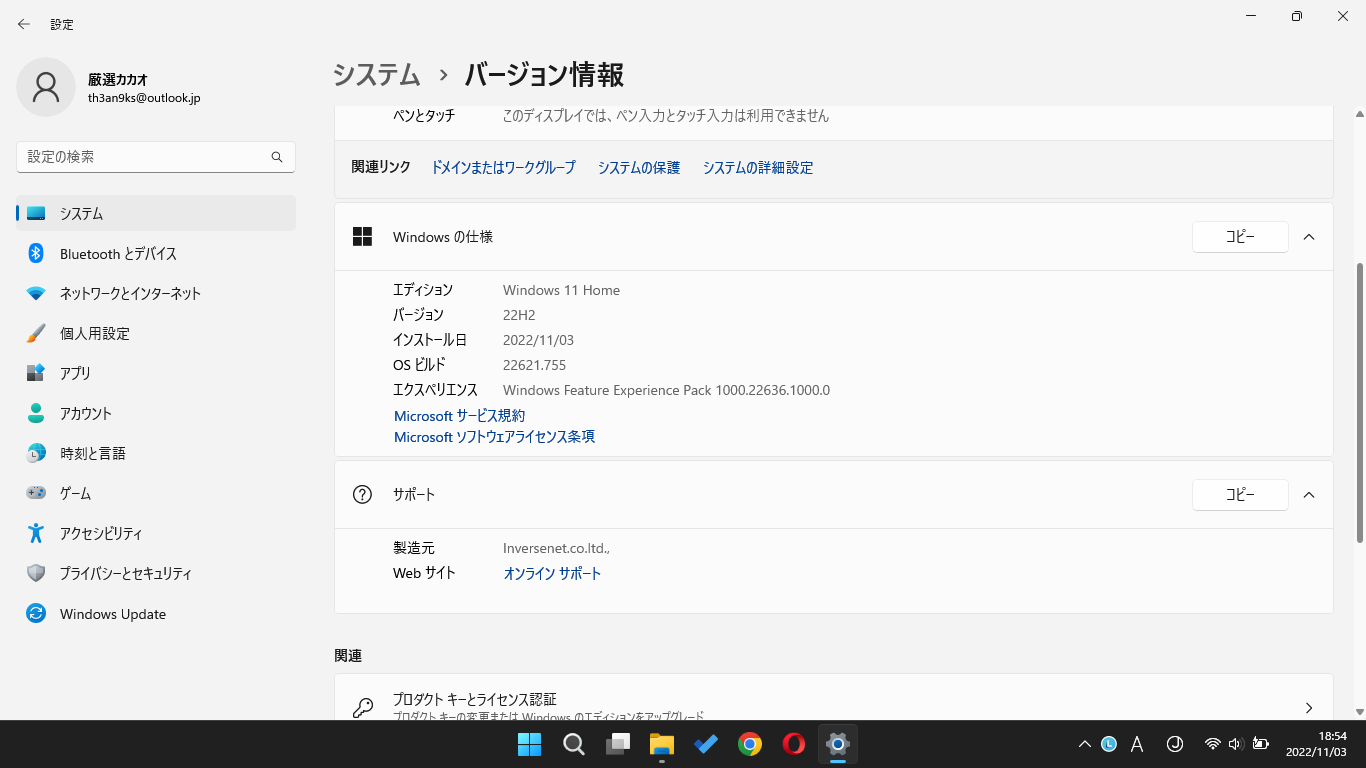 設定
厳選カカオ
th3an9ks@outlook.jp
設定の検索
システム
Bluetooth とデバイス
ネットワークとインターネット
個人用設定
アプリ
アカウント
時刻と言語
ゲーム
アクセシビリティ
プライバシーとセキュリティ
Windows Update
システム › バージョン情報
ペンとタッチ このディスプレイでは、ペン入力とタッチ入力は利用できません
関連リンク ドメインまたはワークグループ システムの保護 システムの詳細設定
Windows の仕様 コピー
エディション Windows 11 Home
バージョン 22H2
インストール日 2022/11/03
OS ビルド 22621.755
エクスペリエンス Windows Feature Experience Pack 1000.22636.1000.0
Microsoft サービス規約
Microsoft ソフトウェアライセンス条項
サポート コピー
製造元 Inversenet.co.ltd.,
Web サイト オンライン サポート
関連
プロダクト キーとライセンス認証
プロダクト キーの変更または Windows のエディションをアップグレード
L A J
18:54
2022/11/03